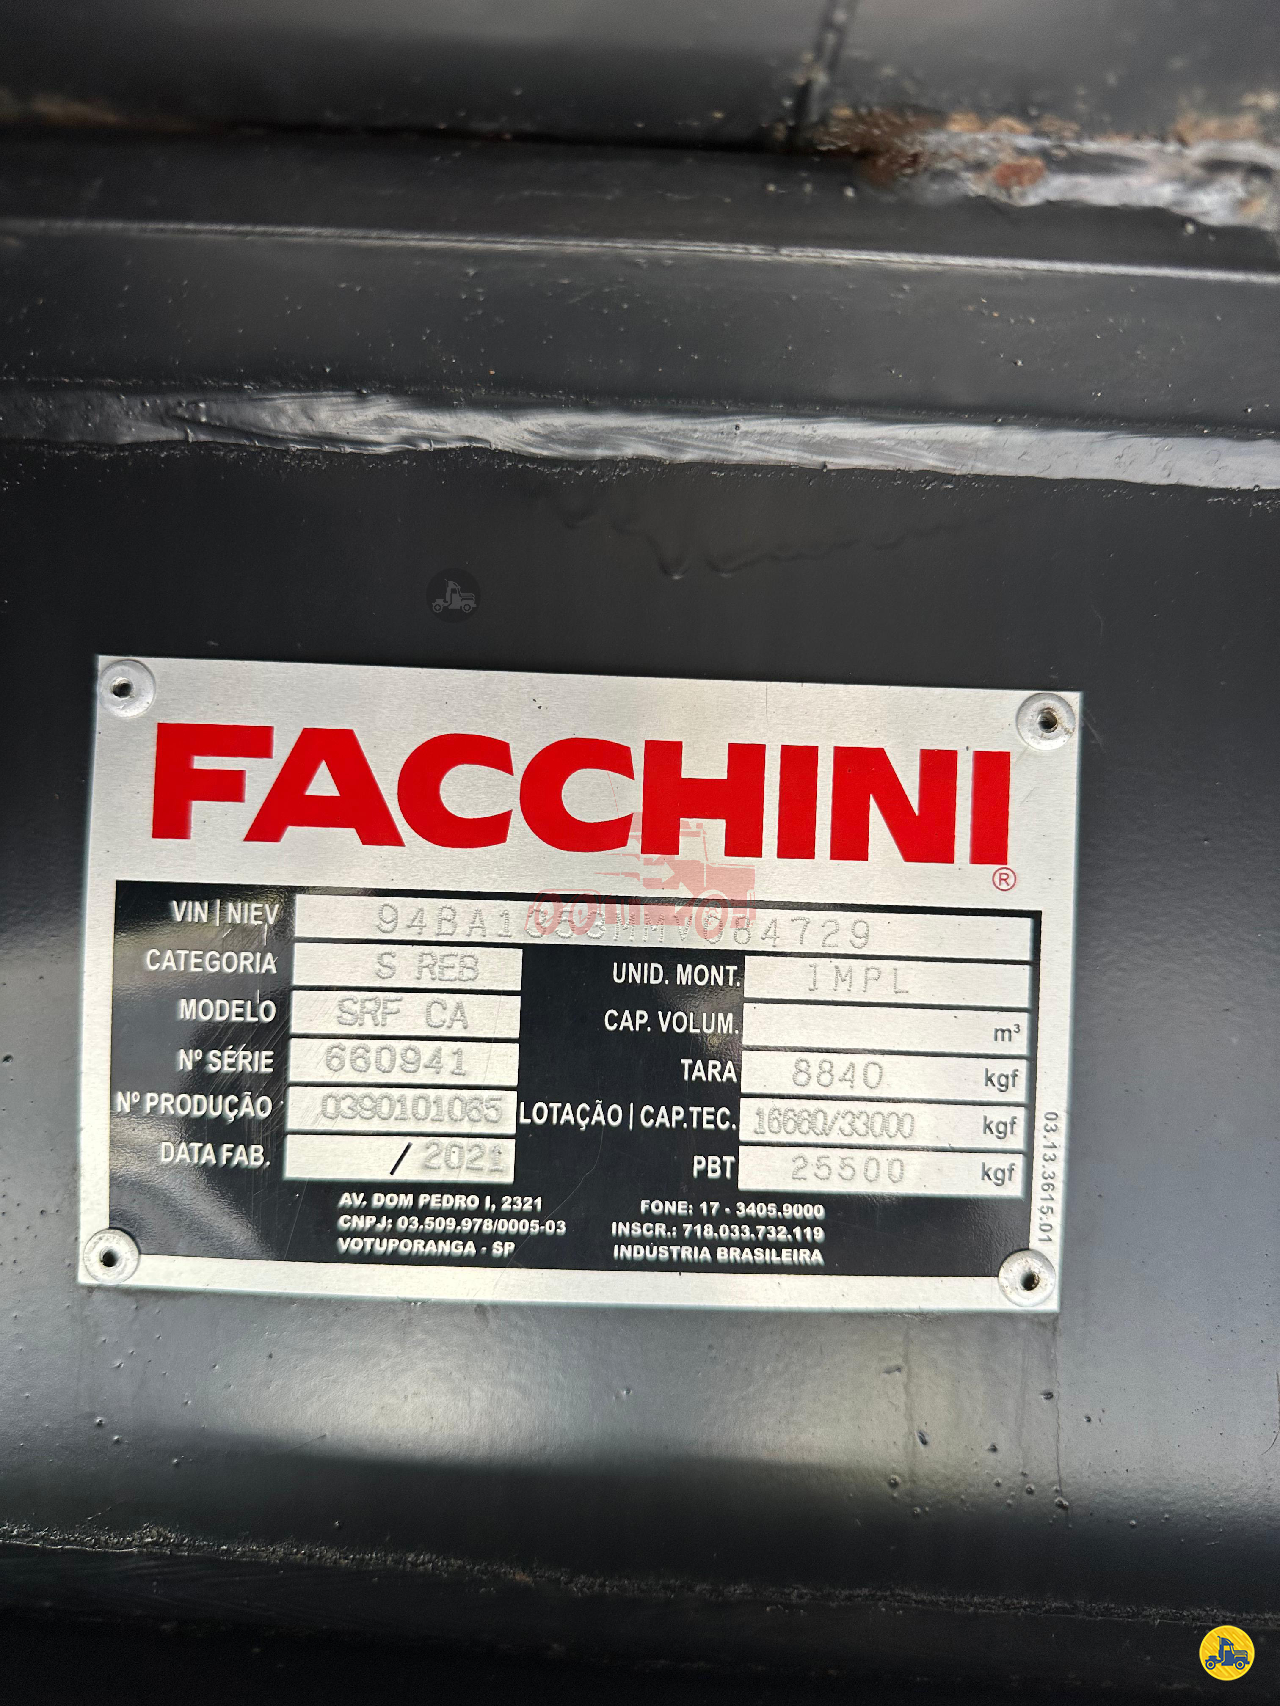 FACCHINI
®
VIN | NIEV
CATEGORIA S REB UNID. MONT. IMPL
MODELO SRF CA CAP. VOLUM. m³
Nº SÉRIE 660941 TARA 8840 kgf
Nº PRODUÇÃO 0390101065 LOTAÇÃO | CAP.TEC. 16660/33000 kgf
DATA FAB. / 2021 PBT 25500 kgf
AV. DOM PEDRO I, 2321 FONE: 17 - 3405.9000
CNPJ: 03.509.978/0005-03 INSCR.: 718.033.732.119
VOTUPORANGA - SP INDÚSTRIA BRASILEIRA
03.13.3615.01